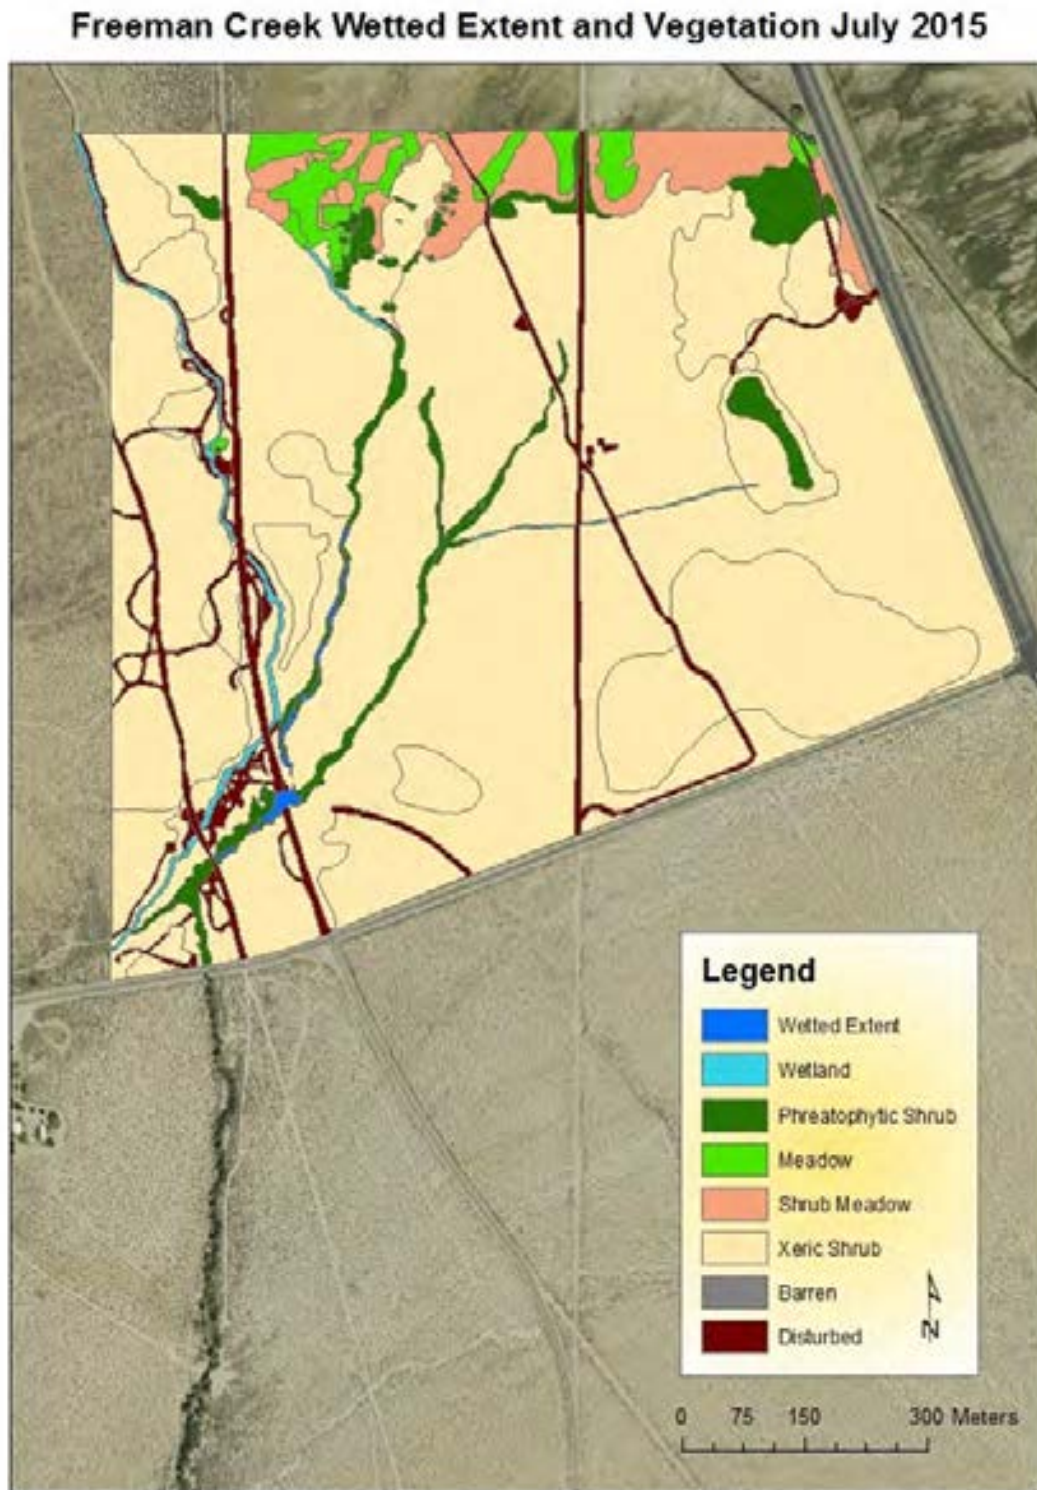 Freeman Creek Wetted Extent and Vegetation July 2015
Legend
Wetted Extent
Wetland
Phreatophytic Shrub
Meadow
Shrub Meadow
Xeric Shrub
Barren
Disturbed
N
0 75 150 300 Meters